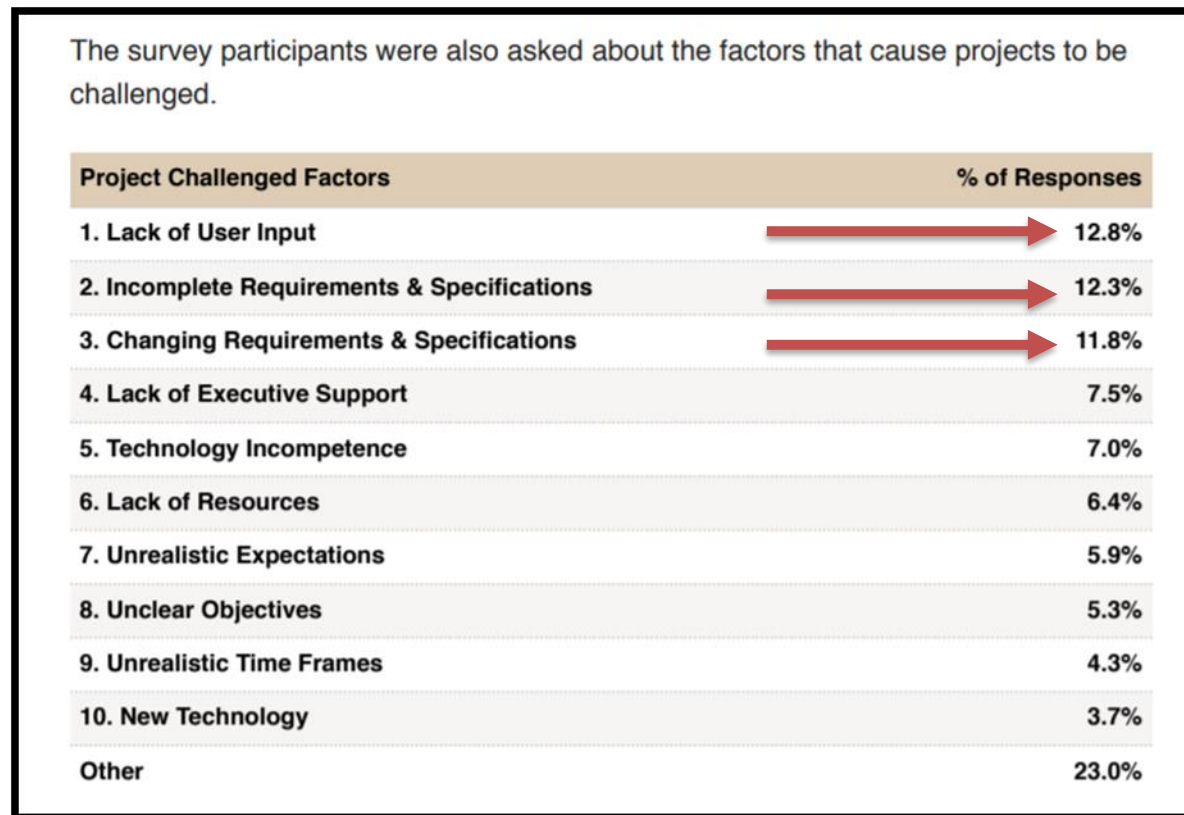 The survey participants were also asked about the factors that cause projects to be
challenged.
Project Challenged Factors % of Responses
1. Lack of User Input 12.8%
2. Incomplete Requirements & Specifications 12.3%
3. Changing Requirements & Specifications 11.8%
4. Lack of Executive Support 7.5%
5. Technology Incompetence 7.0%
6. Lack of Resources 6.4%
7. Unrealistic Expectations 5.9%
8. Unclear Objectives 5.3%
9. Unrealistic Time Frames 4.3%
10. New Technology 3.7%
Other 23.0%